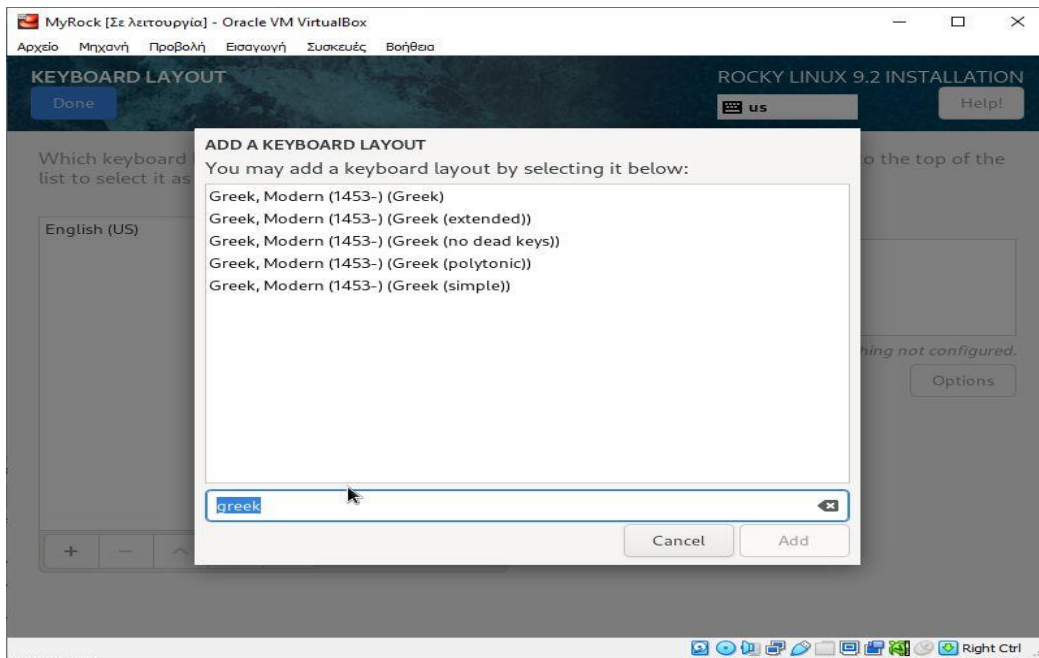 MyRock [Σε λειτουργία] - Oracle VM VirtualBox
Αρχείο Μηχανή Προβολή Εισαγωγή Συσκευές Βοήθεια
KEYBOARD LAYOUT
ROCKY LINUX 9.2 INSTALLATION
Done
us
Help!
ADD A KEYBOARD LAYOUT
Which keyboard
You may add a keyboard layout by selecting it below:
o the top of the
list to select it as
Greek, Modern (1453-) (Greek)
Greek, Modern (1453-) (Greek (extended))
English (US)
Greek, Modern (1453-) (Greek (no dead keys))
Greek, Modern (1453-) (Greek (polytonic))
Greek, Modern (1453-) (Greek (simple))
hing not configured.
Options
greek
Cancel
Add
Right Ctrl